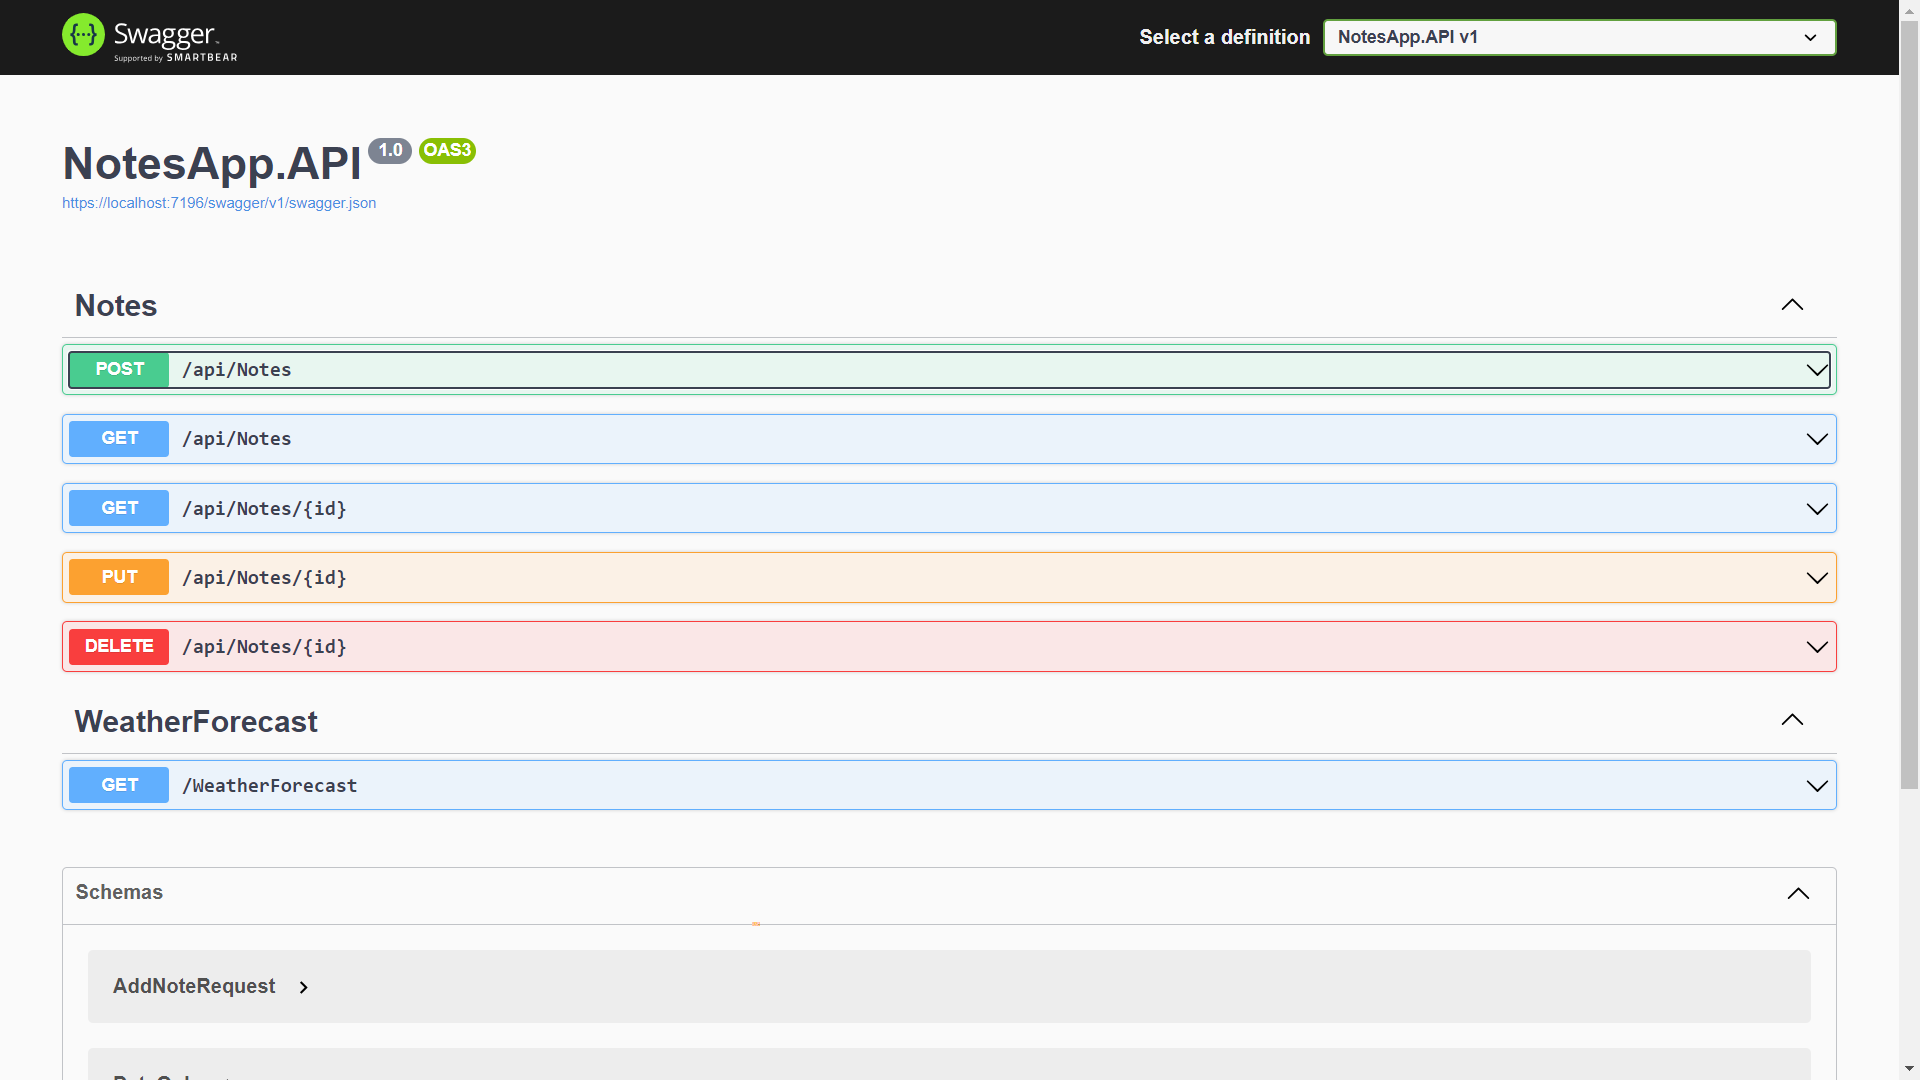 Swagger
Supported by SMARTBEAR
Select a definition
NotesApp.API v1
NotesApp.API 1.0 OAS3
https://localhost:7196/swagger/v1/swagger.json
Notes
POST /api/Notes
GET /api/Notes
GET /api/Notes/{id}
PUT /api/Notes/{id}
DELETE /api/Notes/{id}
WeatherForecast
GET /WeatherForecast
Schemas
AddNoteRequest